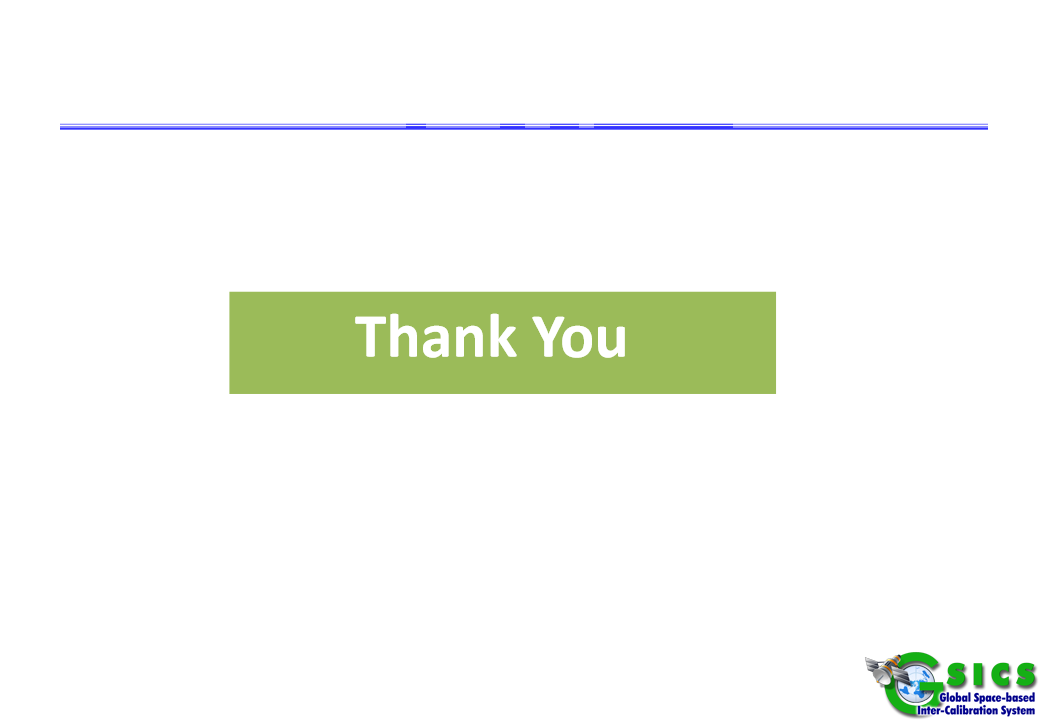 Thank You
GSICS
Global Space-based
Inter-Calibration System